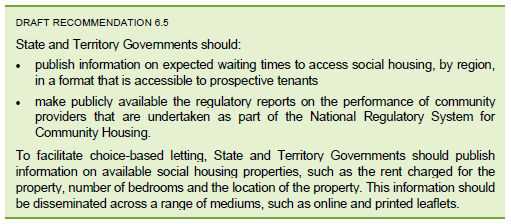 DRAFT RECOMMENDATION 6.5
State and Territory Governments should:
• publish information on expected waiting times to access social housing, by region,
in a format that is accessible to prospective tenants
• make publicly available the regulatory reports on the performance of community
providers that are undertaken as part of the National Regulatory System for
Community Housing.
To facilitate choice-based letting, State and Territory Governments should publish
information on available social housing properties, such as the rent charged for the
property, number of bedrooms and the location of the property. This information should
be disseminated across a range of mediums, such as online and printed leaflets.